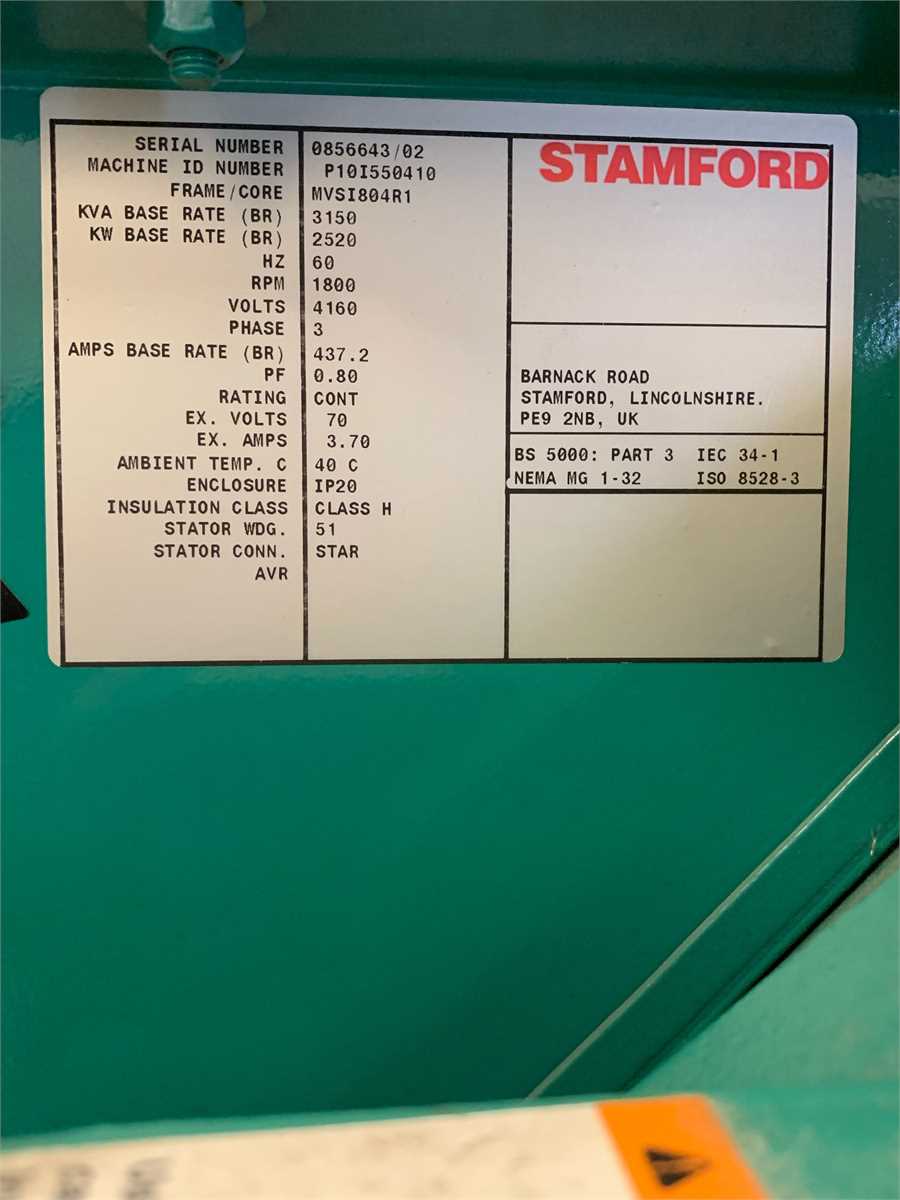 SERIAL NUMBER 0856643/02
MACHINE ID NUMBER P10I550410
FRAME/CORE MVSI804R1
KVA BASE RATE (BR) 3150
KW BASE RATE (BR) 2520
HZ 60
RPM 1800
VOLTS 4160
PHASE 3
AMPS BASE RATE (BR) 437.2
PF 0.80
RATING CONT
EX. VOLTS 70
EX. AMPS 3.70
AMBIENT TEMP. C 40 C
ENCLOSURE IP20
INSULATION CLASS CLASS H
STATOR WDG. 51
STATOR CONN. STAR
AVR
STAMFORD
BARNACK ROAD
STAMFORD, LINCOLNSHIRE.
PE9 2NB, UK
BS 5000: PART 3 IEC 34-1
NEMA MG 1-32 ISO 8528-3